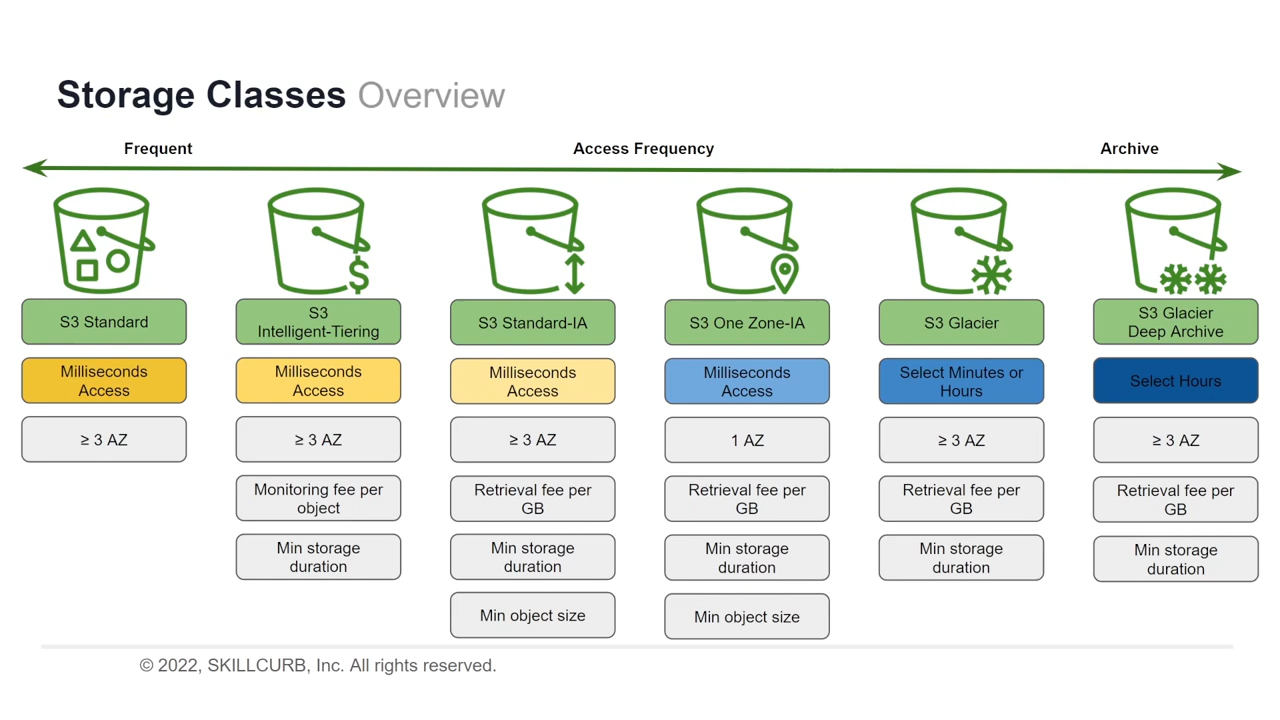 Storage Classes Overview
Frequent
Access Frequency
Archive
S3 Standard
Milliseconds
Access
≥ 3 AZ
S3
Intelligent-Tiering
Milliseconds
Access
≥ 3 AZ
Monitoring fee per
object
Min storage
duration
S3 Standard-IA
Milliseconds
Access
≥ 3 AZ
Retrieval fee per
GB
Min storage
duration
Min object size
S3 One Zone-IA
Milliseconds
Access
1 AZ
Retrieval fee per
GB
Min storage
duration
Min object size
S3 Glacier
Select Minutes or
Hours
≥ 3 AZ
Retrieval fee per
GB
Min storage
duration
S3 Glacier
Deep Archive
Select Hours
≥ 3 AZ
Retrieval fee per
GB
Min storage
duration
© 2022, SKILLCURB, Inc. All rights reserved.